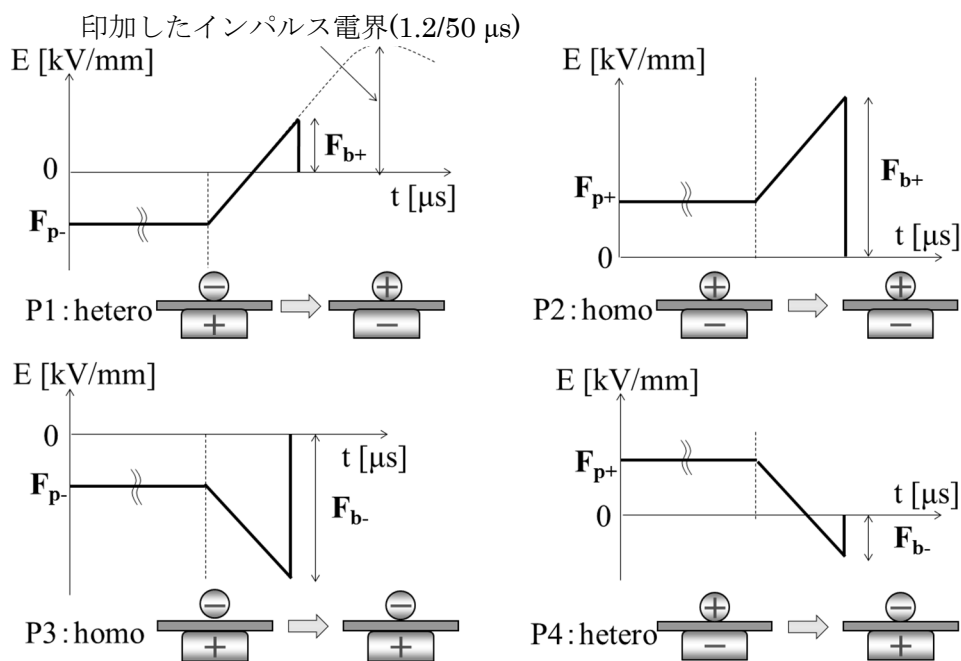 印加したインパルス電界(1.2/50 μs)
E [kV/mm]
0
F_b+
t [μs]
F_p-
P1:hetero
− + + −
E [kV/mm]
F_p+
F_b+
t [μs]
0
P2:homo
+ − + −
E [kV/mm]
0
t [μs]
F_p-
F_b-
P3:homo
− + − +
E [kV/mm]
F_p+
t [μs]
0
F_b-
P4:hetero
+ − − +